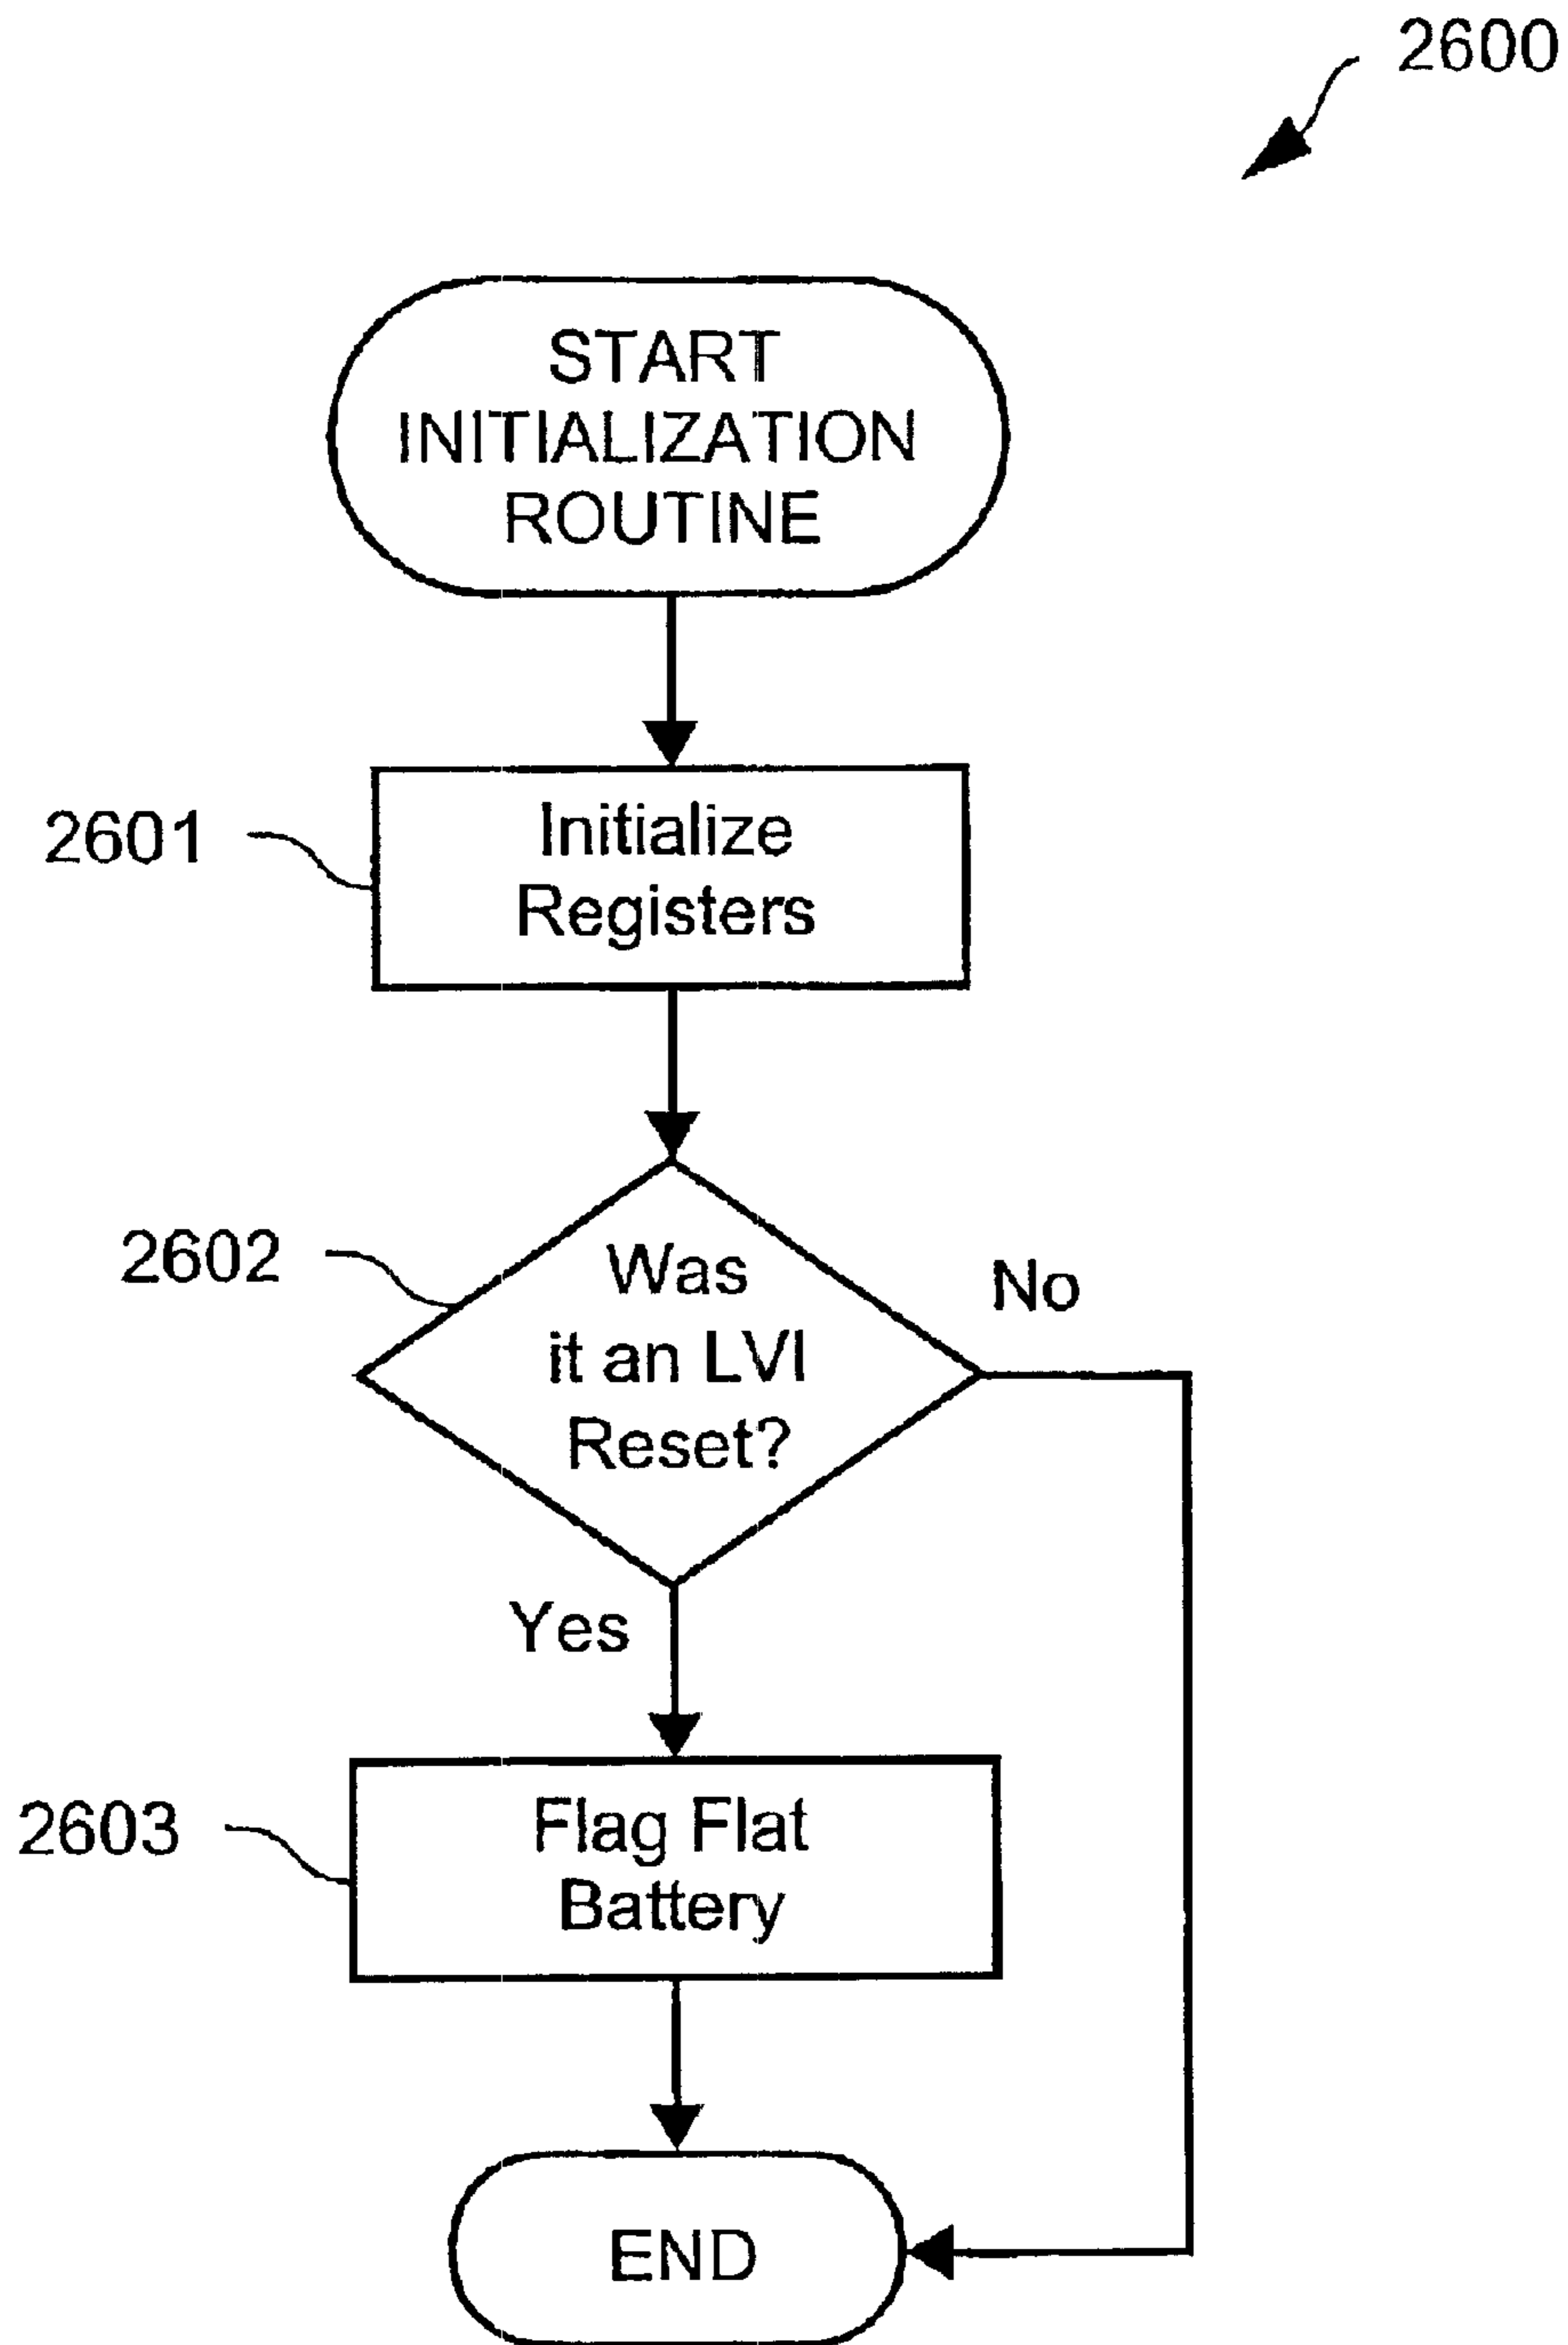 2600
START
INITIALIZATION
ROUTINE
2601
Initialize
Registers
2602
Was
it an LVI
Reset?
No
Yes
2603
Flag Flat
Battery
END